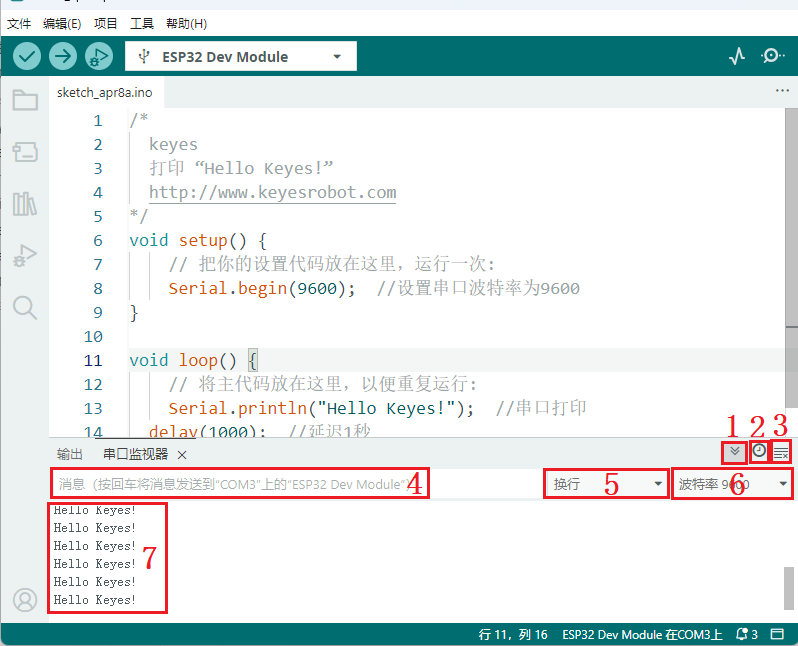 文件 编辑(E) 项目 工具 帮助(H)
ESP32 Dev Module
sketch_apr8a.ino
1 /*
2 keyes
3 打印 “Hello Keyes!”
4 http://www.keyesrobot.com
5 */
6 void setup() {
7 // 把你的设置代码放在这里，运行一次:
8 Serial.begin(9600); //设置串口波特率为9600
9 }
10
11 void loop() {
12 // 将主代码放在这里，以便重复运行:
13 Serial.println("Hello Keyes!"); //串口打印
14 delay(1000); //延迟1秒
1 2 3
输出 串口监视器 ×
消息（按回车将消息发送到“COM3”上的“ESP32 Dev Module” 4
换行 5
波特率 9600 6
Hello Keyes!
Hello Keyes!
Hello Keyes!
Hello Keyes! 7
Hello Keyes!
Hello Keyes!
行 11，列 16 ESP32 Dev Module 在COM3上 3